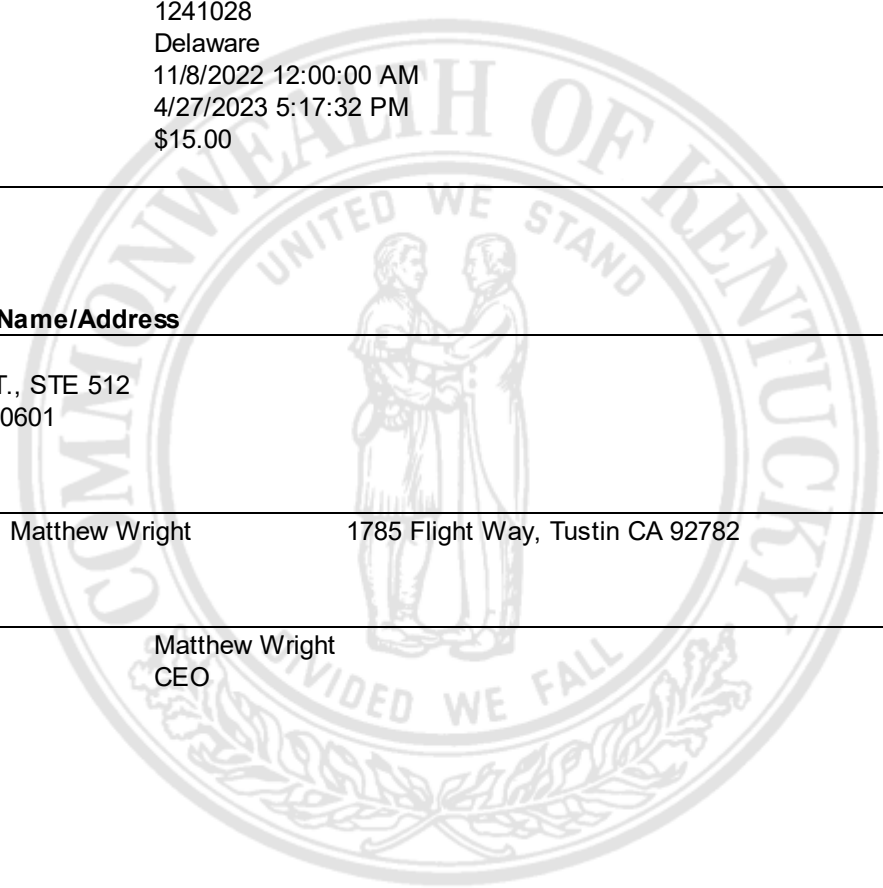 1241028
Delaware
11/8/2022 12:00:00 AM
4/27/2023 5:17:32 PM
$15.00
Name/Address
T., STE 512
0601
Matthew Wright 1785 Flight Way, Tustin CA 92782
Matthew Wright
CEO
COMMONWEALTH OF KENTUCKY
UNITED WE STAND
DIVIDED WE FALL